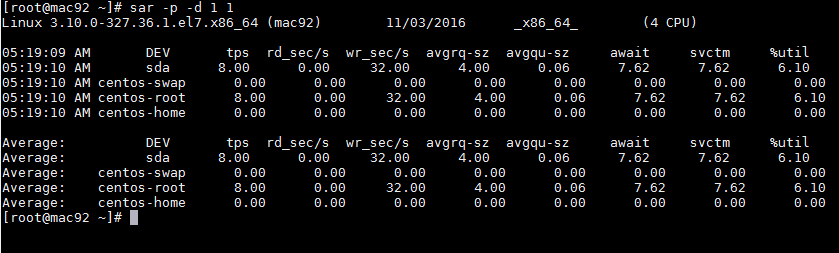 [root@mac92 ~]# sar -p -d 1 1
Linux 3.10.0-327.36.1.el7.x86_64 (mac92) 11/03/2016 _x86_64_ (4 CPU)
05:19:09 AM DEV tps rd_sec/s wr_sec/s avgrq-sz avgqu-sz await svctm %util
05:19:10 AM sda 8.00 0.00 32.00 4.00 0.06 7.62 7.62 6.10
05:19:10 AM centos-swap 0.00 0.00 0.00 0.00 0.00 0.00 0.00 0.00
05:19:10 AM centos-root 8.00 0.00 32.00 4.00 0.06 7.62 7.62 6.10
05:19:10 AM centos-home 0.00 0.00 0.00 0.00 0.00 0.00 0.00 0.00
Average: DEV tps rd_sec/s wr_sec/s avgrq-sz avgqu-sz await svctm %util
Average: sda 8.00 0.00 32.00 4.00 0.06 7.62 7.62 6.10
Average: centos-swap 0.00 0.00 0.00 0.00 0.00 0.00 0.00 0.00
Average: centos-root 8.00 0.00 32.00 4.00 0.06 7.62 7.62 6.10
Average: centos-home 0.00 0.00 0.00 0.00 0.00 0.00 0.00 0.00
[root@mac92 ~]#